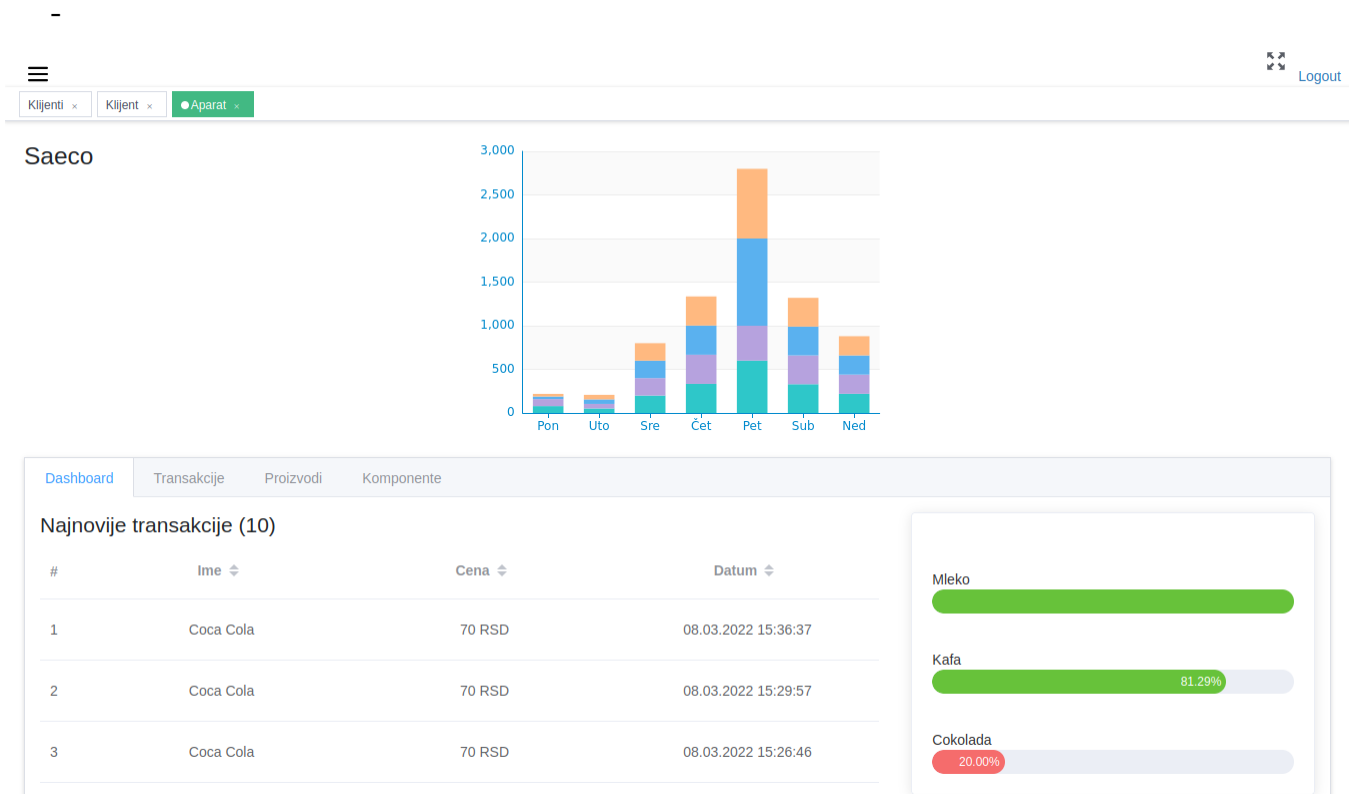 Logout
Klijenti ×
Klijent ×
Aparat ×
Saeco
3,000
2,500
2,000
1,500
1,000
500
0
Pon Uto Sre Čet Pet Sub Ned
Dashboard Transakcije Proizvodi Komponente
Najnovije transakcije (10)
# Ime Cena Datum
1 Coca Cola 70 RSD 08.03.2022 15:36:37
2 Coca Cola 70 RSD 08.03.2022 15:29:57
3 Coca Cola 70 RSD 08.03.2022 15:26:46
Mleko
Kafa
81.29%
Cokolada
20.00%